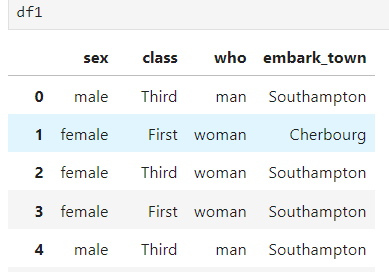 df1
sex class who embark_town
0 male Third man Southampton
1 female First woman Cherbourg
2 female Third woman Southampton
3 female First woman Southampton
4 male Third man Southampton